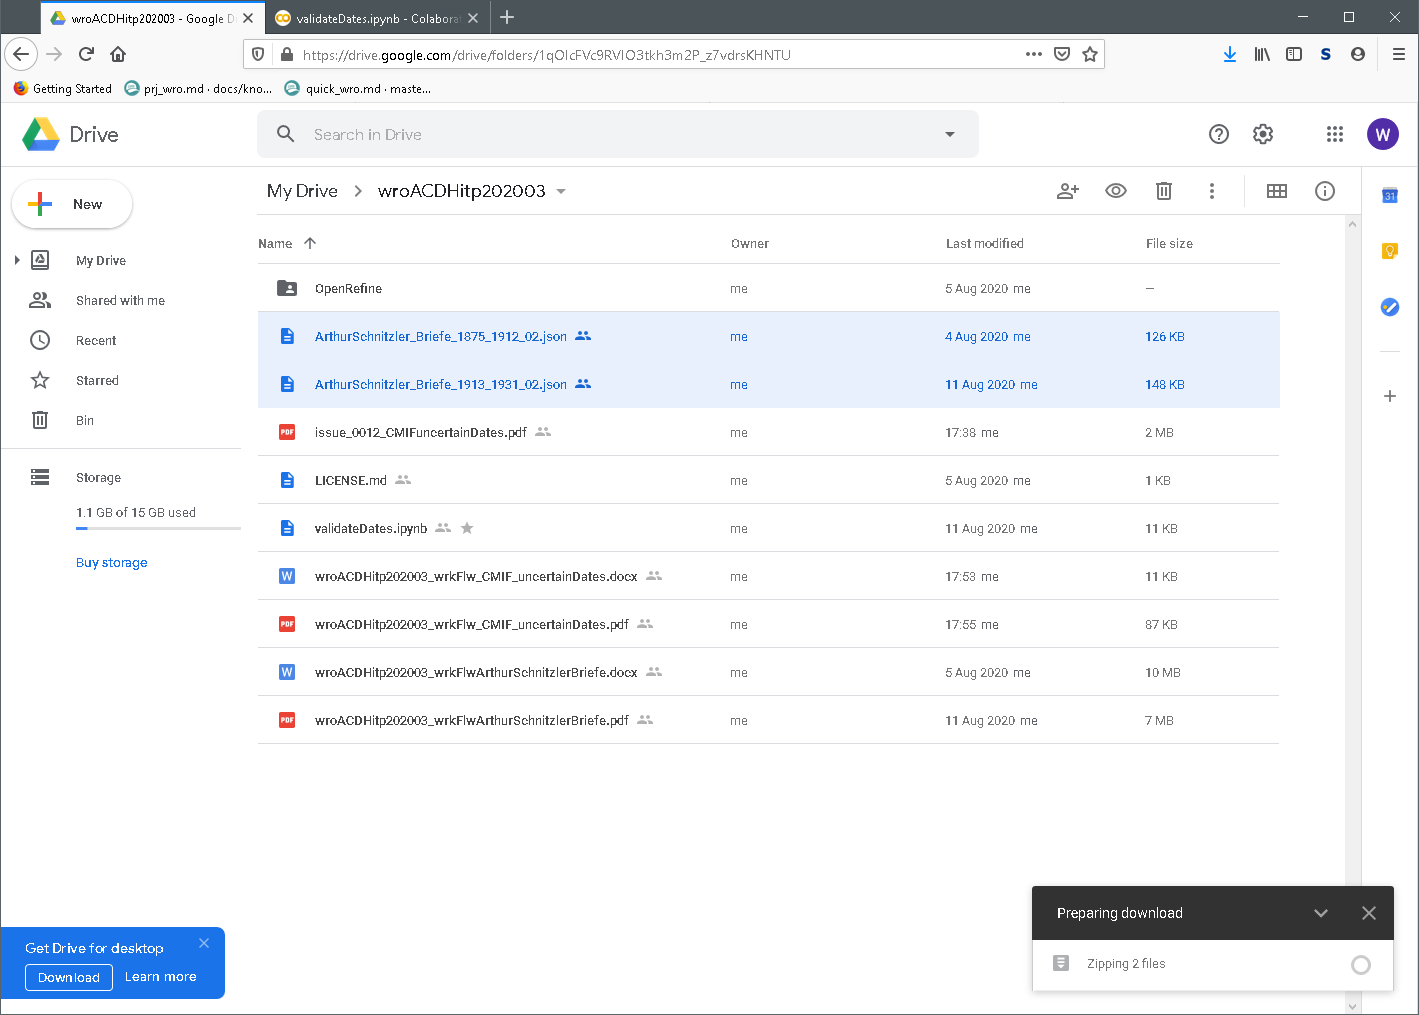 wroACDHitp202003 - Google D
validateDates.ipynb - Colabora
https://drive.google.com/drive/folders/1qOIcFVc9RVIO3tkh3m2P_z7vdrsKHNTU
S
Getting Started
prj_wro.md · docs/kno...
quick_wro.md · maste...
Drive
Search in Drive
W
New
My Drive
wroACDHitp202003
31
Name
Owner
Last modified
File size
My Drive
Shared with me
Recent
Starred
Bin
Storage
1.1 GB of 15 GB used
Buy storage
OpenRefine me 5 Aug 2020 me —
ArthurSchnitzler_Briefe_1875_1912_02.json me 4 Aug 2020 me 126 KB
ArthurSchnitzler_Briefe_1913_1931_02.json me 11 Aug 2020 me 148 KB
PDF issue_0012_CMIFuncertainDates.pdf me 17:38 me 2 MB
LICENSE.md me 5 Aug 2020 me 1 KB
validateDates.ipynb me 11 Aug 2020 me 11 KB
W wroACDHitp202003_wrkFlw_CMIF_uncertainDates.docx me 17:53 me 11 KB
PDF wroACDHitp202003_wrkFlw_CMIF_uncertainDates.pdf me 17:55 me 87 KB
W wroACDHitp202003_wrkFlwArthurSchnitzlerBriefe.docx me 5 Aug 2020 me 10 MB
PDF wroACDHitp202003_wrkFlwArthurSchnitzlerBriefe.pdf me 11 Aug 2020 me 7 MB
Get Drive for desktop
Download
Learn more
Preparing download
Zipping 2 files